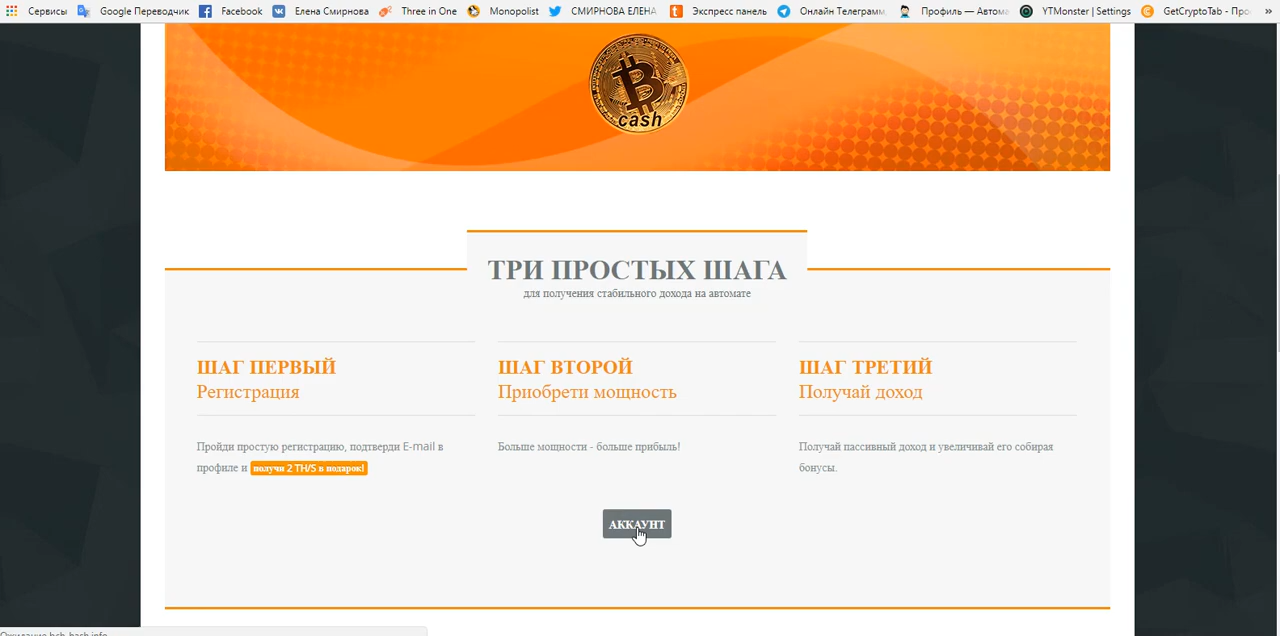 Сервисы Google Переводчик Facebook Елена Смирнова Three in One Monopolist СМИРНОВА ЕЛЕНА Экспресс панель Онлайн Телеграмм Профиль — Автома YTMonster | Settings GetCryptoTab - Про »
cash
ТРИ ПРОСТЫХ ШАГА
для получения стабильного дохода на автомате
ШАГ ПЕРВЫЙ
Регистрация
Пройди простую регистрацию, подтверди E-mail в
профиле и получи 2 TH/S в подарок!
ШАГ ВТОРОЙ
Приобрети мощность
Больше мощности - больше прибыль!
ШАГ ТРЕТИЙ
Получай доход
Получай пассивный доход и увеличивай его собирая
бонусы.
АККАУНТ